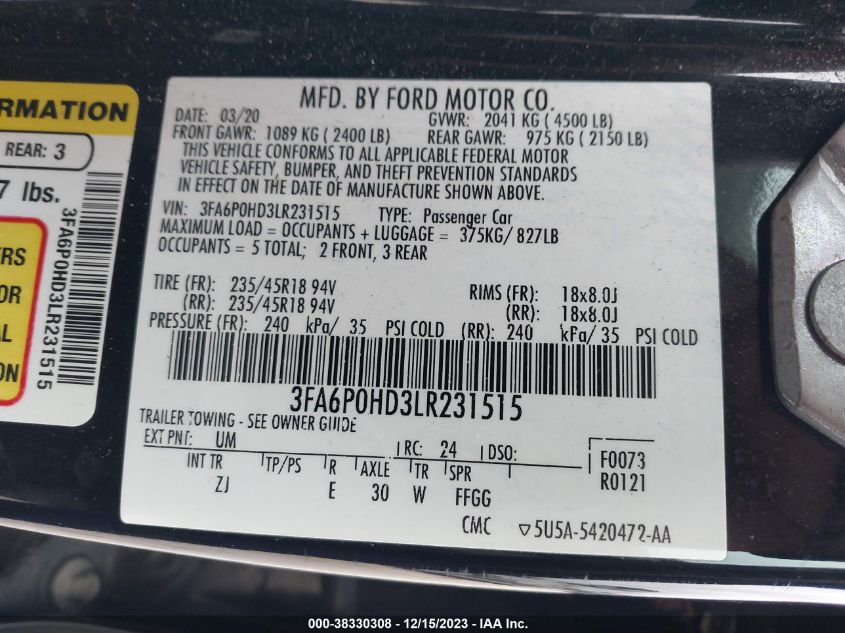 RMATION
REAR: 3
7 lbs.
ERS
OR
AL
ON
3FA6P0HD3LR231515
MFD. BY FORD MOTOR CO.
DATE: 03/20 GVWR: 2041 KG ( 4500 LB)
FRONT GAWR: 1089 KG ( 2400 LB) REAR GAWR: 975 KG ( 2150 LB)
THIS VEHICLE CONFORMS TO ALL APPLICABLE FEDERAL MOTOR
VEHICLE SAFETY, BUMPER, AND THEFT PREVENTION STANDARDS
IN EFFECT ON THE DATE OF MANUFACTURE SHOWN ABOVE.
VIN: 3FA6P0HD3LR231515 TYPE: Passenger Car
MAXIMUM LOAD = OCCUPANTS + LUGGAGE = 375KG/ 827LB
OCCUPANTS = 5 TOTAL; 2 FRONT, 3 REAR
TIRE (FR): 235/45R18 94V RIMS (FR): 18x8.0J
(RR): 235/45R18 94V (RR): 18x8.0J
PRESSURE (FR): 240 kPa/ 35 PSI COLD (RR): 240 kPa/ 35 PSI COLD
3FA6P0HD3LR231515
TRAILER TOWING - SEE OWNER GUIDE
EXT PNT: UM RC: 24 DSO: F0073
INT TR TP/PS R AXLE TR SPR R0121
ZJ E 30 W FFGG
CMC ▽5U5A-5420472-AA
000-38330308 - 12/15/2023 - IAA Inc.